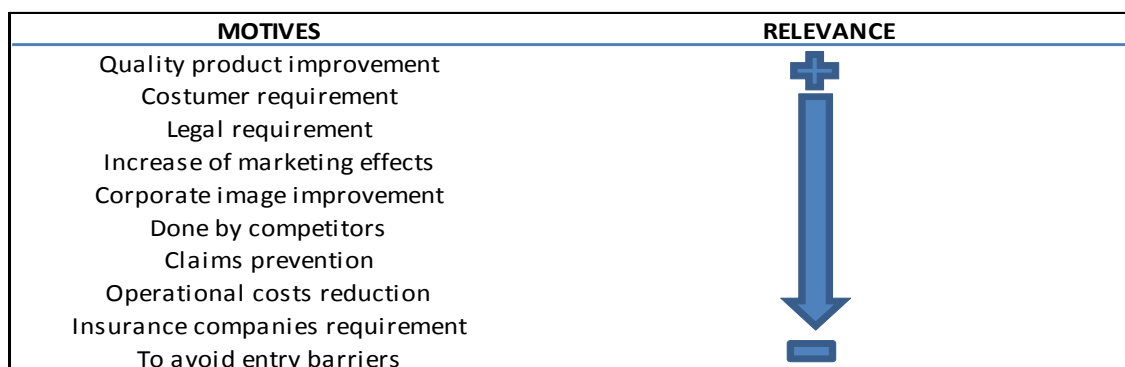 MOTIVES RELEVANCE
Quality product improvement
Costumer requirement
Legal requirement
Increase of marketing effects
Corporate image improvement
Done by competitors
Claims prevention
Operational costs reduction
Insurance companies requirement
To avoid entry barriers